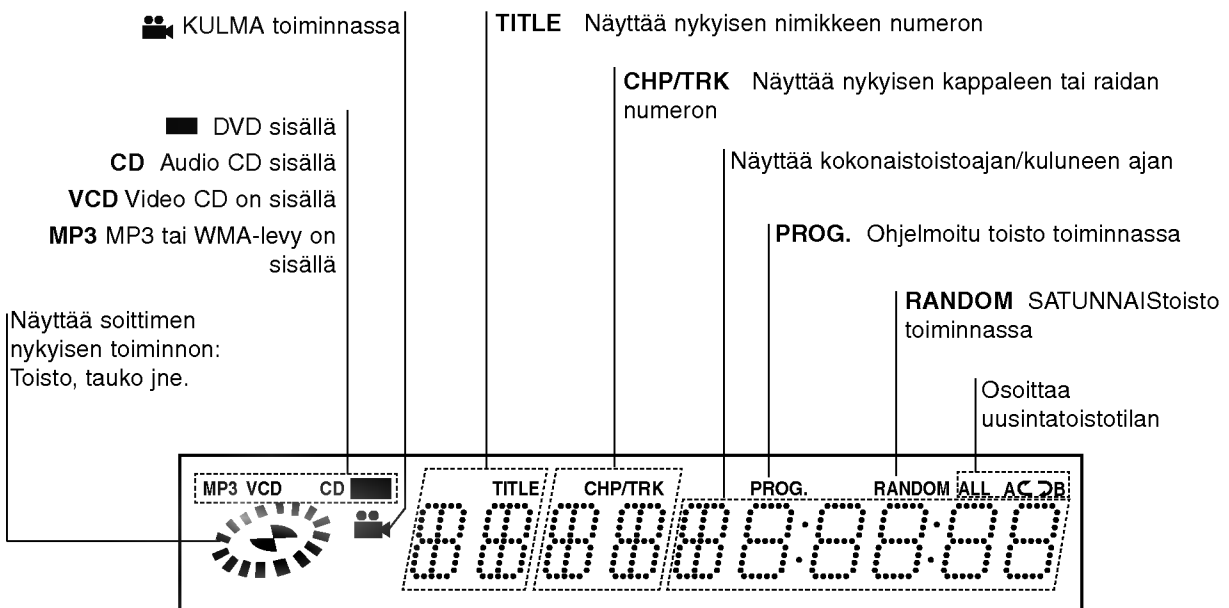 KULMA toiminnassa
TITLE Näyttää nykyisen nimikkeen numeron
CHP/TRK Näyttää nykyisen kappaleen tai raidan
numeron
DVD sisällä
CD Audio CD sisällä
VCD Video CD on sisällä
MP3 MP3 tai WMA-levy on
sisällä
Näyttää kokonaistoistoajan/kuluneen ajan
PROG. Ohjelmoitu toisto toiminnassa
RANDOM SATUNNAIStoisto
toiminnassa
Näyttää soittimen
nykyisen toiminnon:
Toisto, tauko jne.
Osoittaa
uusintatoistotilan
MP3 VCD CD TITLE CHP/TRK PROG. RANDOM ALL A B